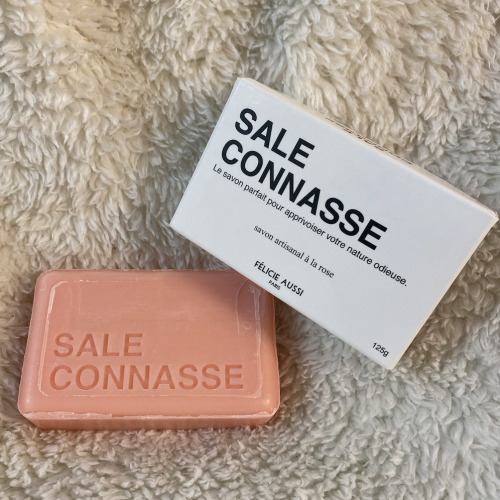 SALE
CONNASSE
Le savon parfait pour apprivoiser votre nature odieuse.
savon artisanal à la rose
FÉLICIE AUSSI
PARIS
125g
SALE
CONNASSE